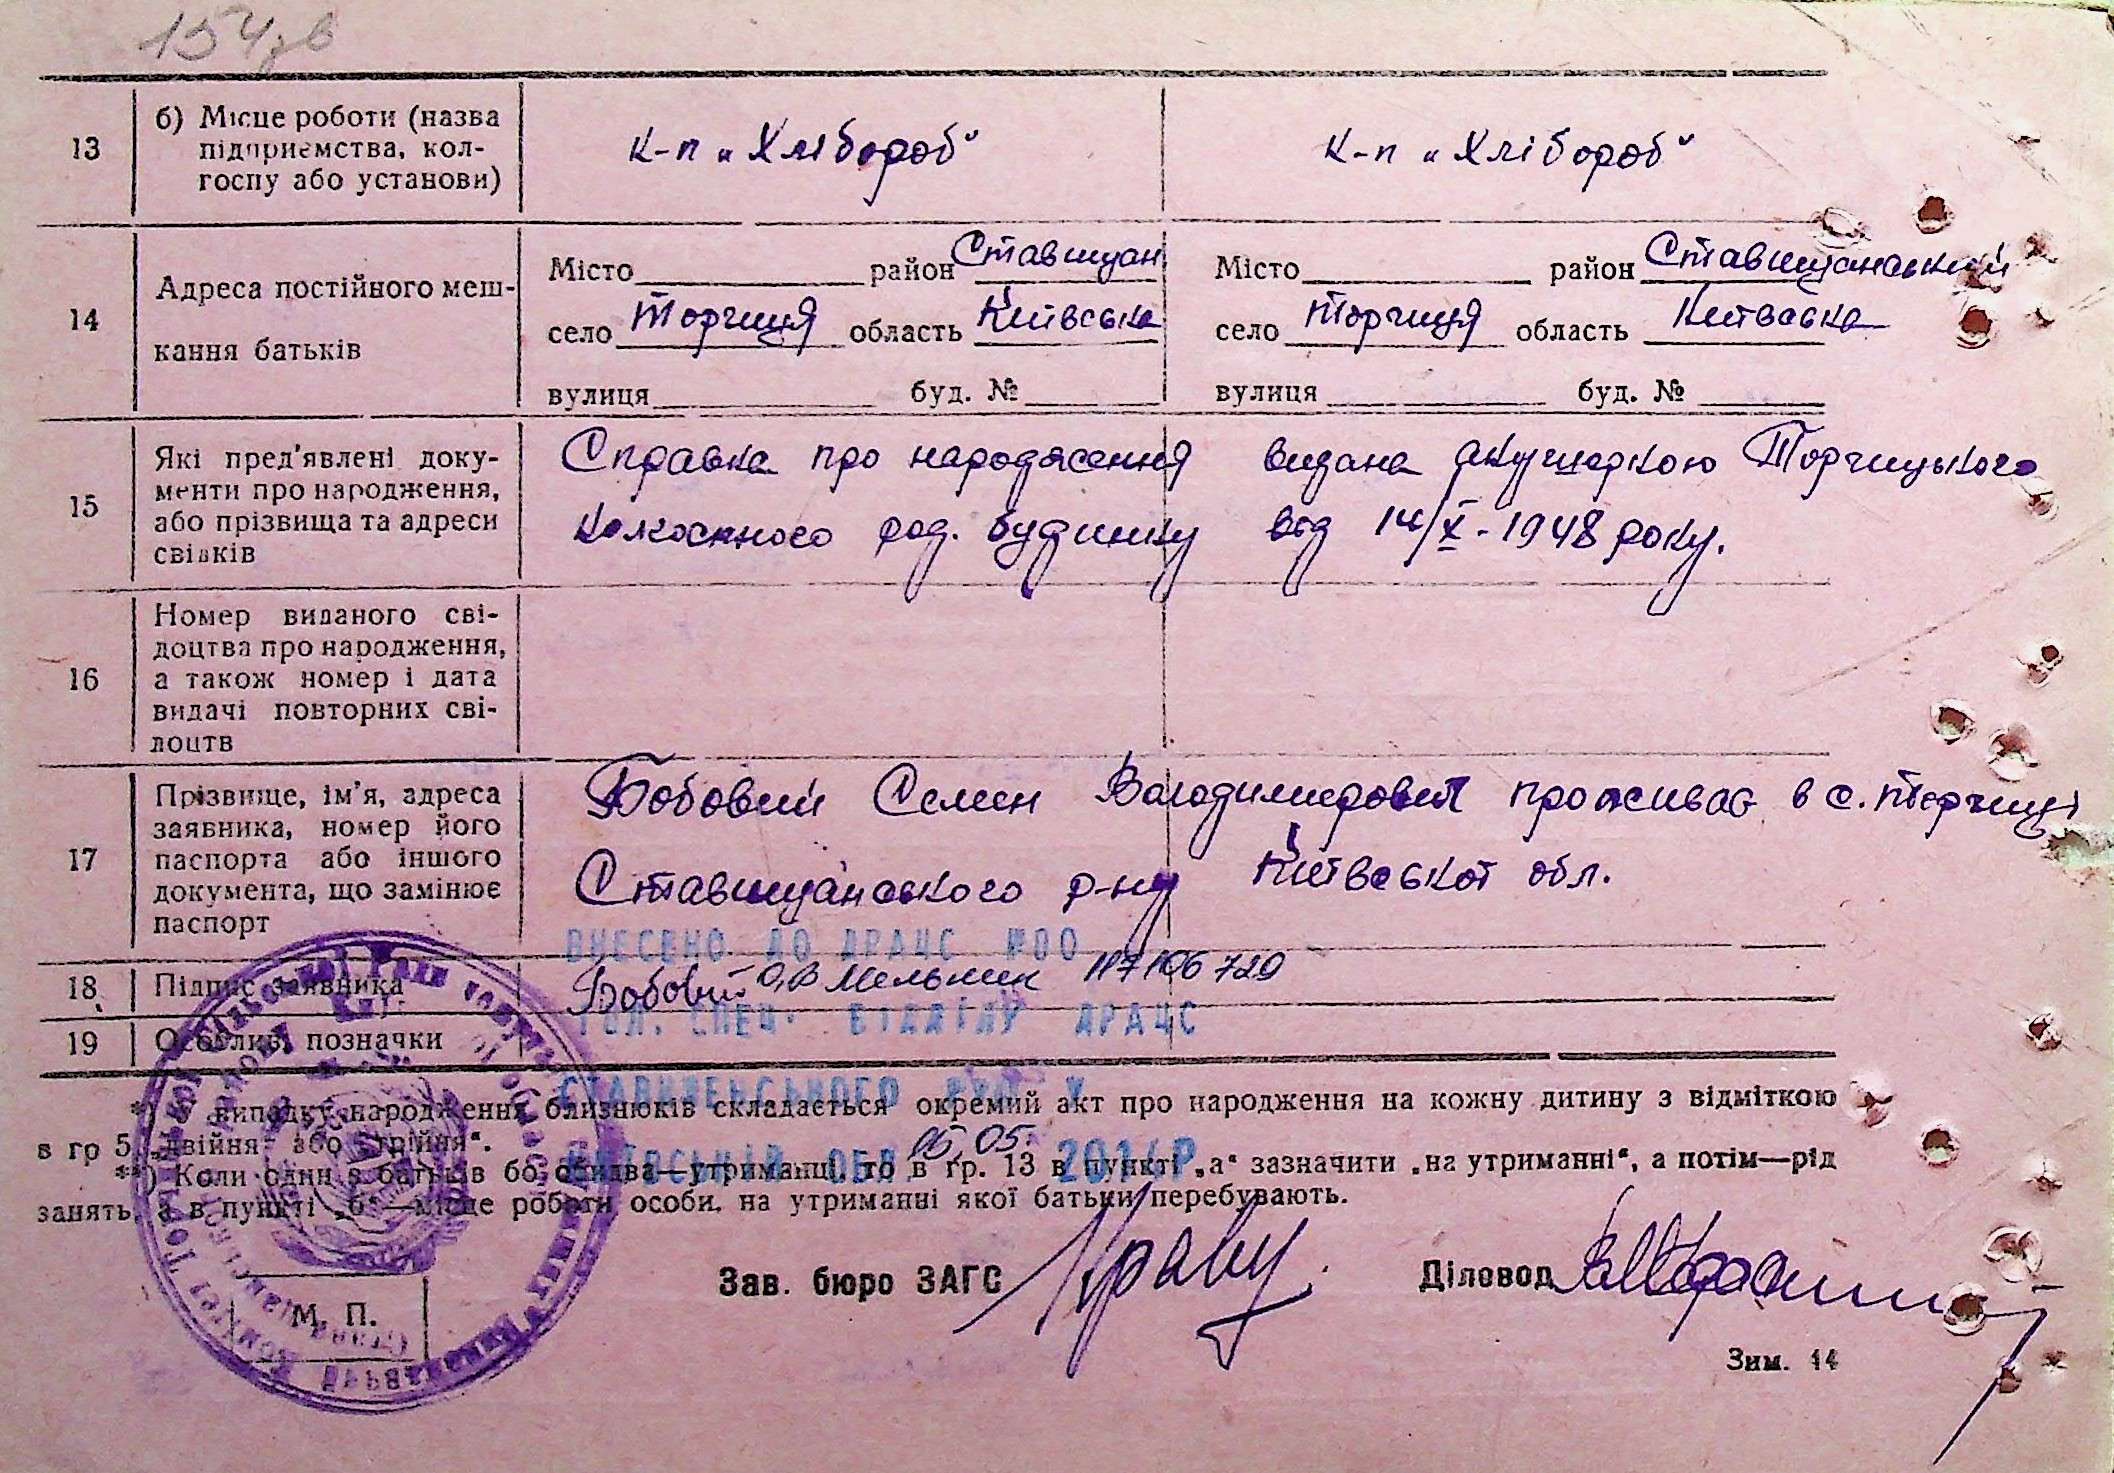 154зв
13
б) Місце роботи (назва
підприємства, кол-
госпу або установи)
к-п „Хлібороб"
к-п „Хлібороб"
14
Адреса постійного меш-
кання батьків
Місто район Ставищан
село Торчиця область Київська
вулиця буд. №
Місто район Ставищанський
село Торчиця область Київська
вулиця буд. №
15
Які пред'явлені доку-
менти про народження,
або прізвища та адреси
свідків
Справка про народження видана акушеркою Торчицького
колхоспного род. будинку від 14/X-1948 року.
16
Номер виданого сві-
доцтва про народження,
а також номер і дата
видачі повторних сві-
доцтв
17
Прізвище, ім'я, адреса
заявника, номер його
паспорта або іншого
документа, що замінює
паспорт
Бобовий Семен Володимирович проживає в с. Торчиці
Ставищанського р-ну Київської обл.
ВНЕСЕНО ДО ДРАЦС №00
18
Підпис заявника
Бобовий О.В Мельник 117106720
ГОЛ. СПЕЦ. ВІДДІЛУ ДРАЦС
19
Особливі позначки
СТАВИЩЕНСЬКОГО
*) У випадку народження близнюків складається окремий акт про народження на кожну дитину з відміткою
в гр 5 „двійня" або „трійня".
КИЇВСЬКІЙ ОБЛ. 05.05. 2014Р
**) Коли один з батьків бо обидва—утриманці, то в гр. 13 в пункті „а" зазначити „на утриманні", а потім—рід
занять, а в пункті „б"—місце роботи особи, на утриманні якої батьки перебувають.
Зав. бюро ЗАГС
Діловод
М. П.
Зим. 14